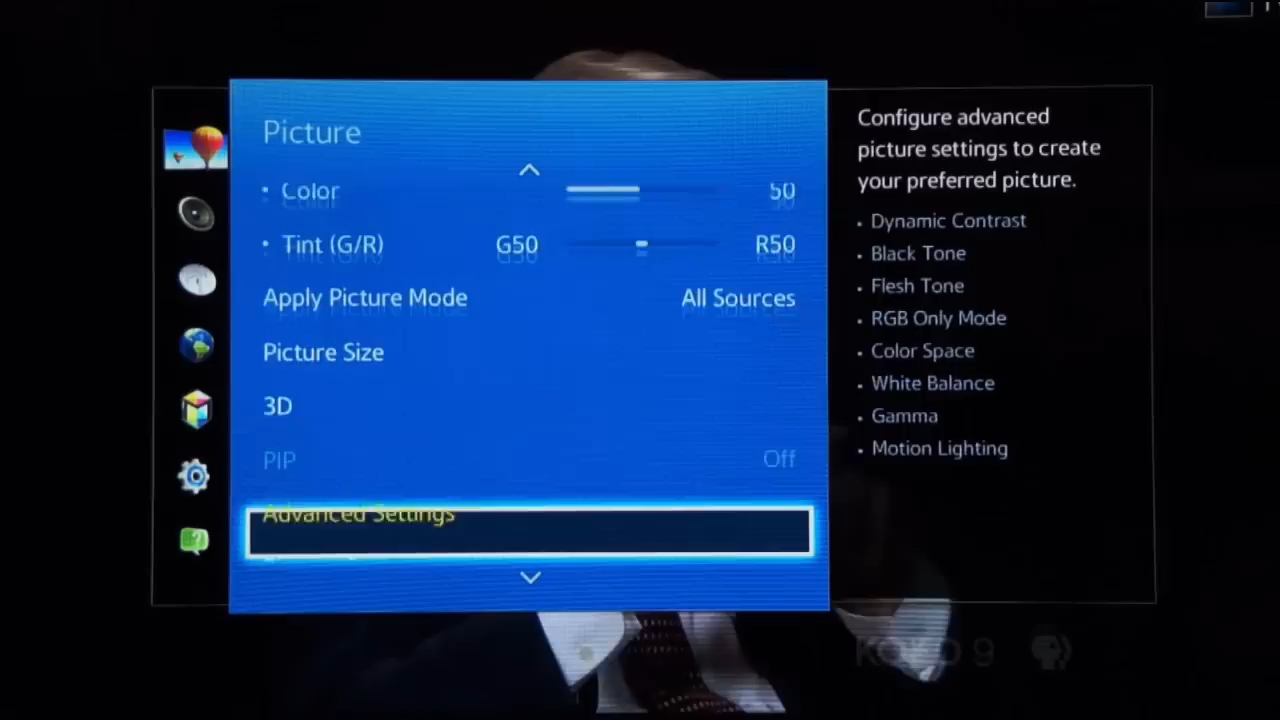 Picture
Color 50
Tint (G/R) G50 R50
Apply Picture Mode All Sources
Picture Size
3D
PIP Off
Advanced Settings
Configure advanced
picture settings to create
your preferred picture.
Dynamic Contrast
Black Tone
Flesh Tone
RGB Only Mode
Color Space
White Balance
Gamma
Motion Lighting
9